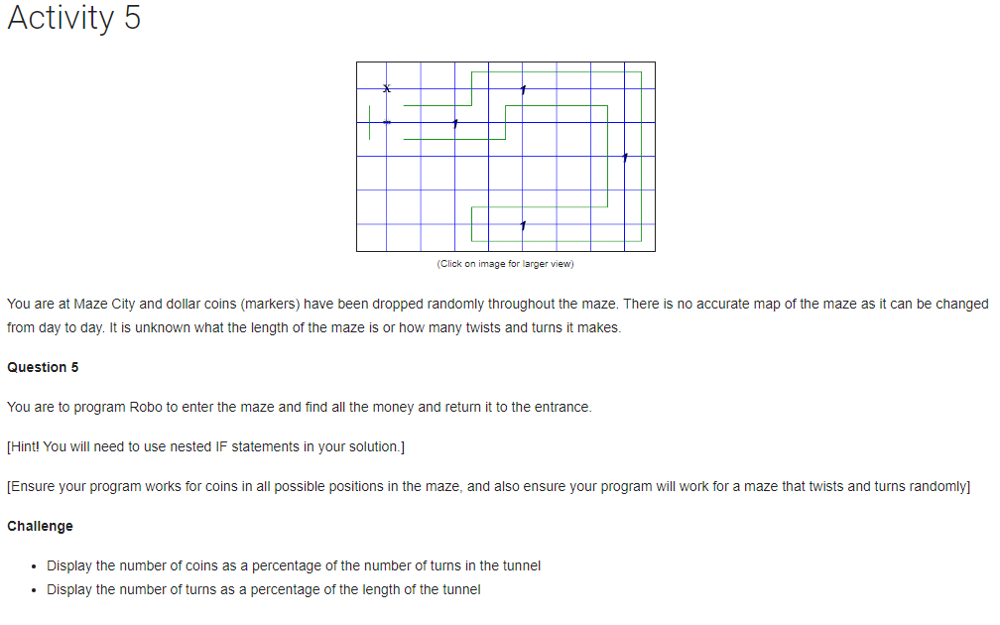 Activity 5
X
1
1
1
1
(Click on image for larger view)
You are at Maze City and dollar coins (markers) have been dropped randomly throughout the maze. There is no accurate map of the maze as it can be changed
from day to day. It is unknown what the length of the maze is or how many twists and turns it makes.
Question 5
You are to program Robo to enter the maze and find all the money and return it to the entrance.
[Hint! You will need to use nested IF statements in your solution.]
[Ensure your program works for coins in all possible positions in the maze, and also ensure your program will work for a maze that twists and turns randomly]
Challenge
• Display the number of coins as a percentage of the number of turns in the tunnel
• Display the number of turns as a percentage of the length of the tunnel